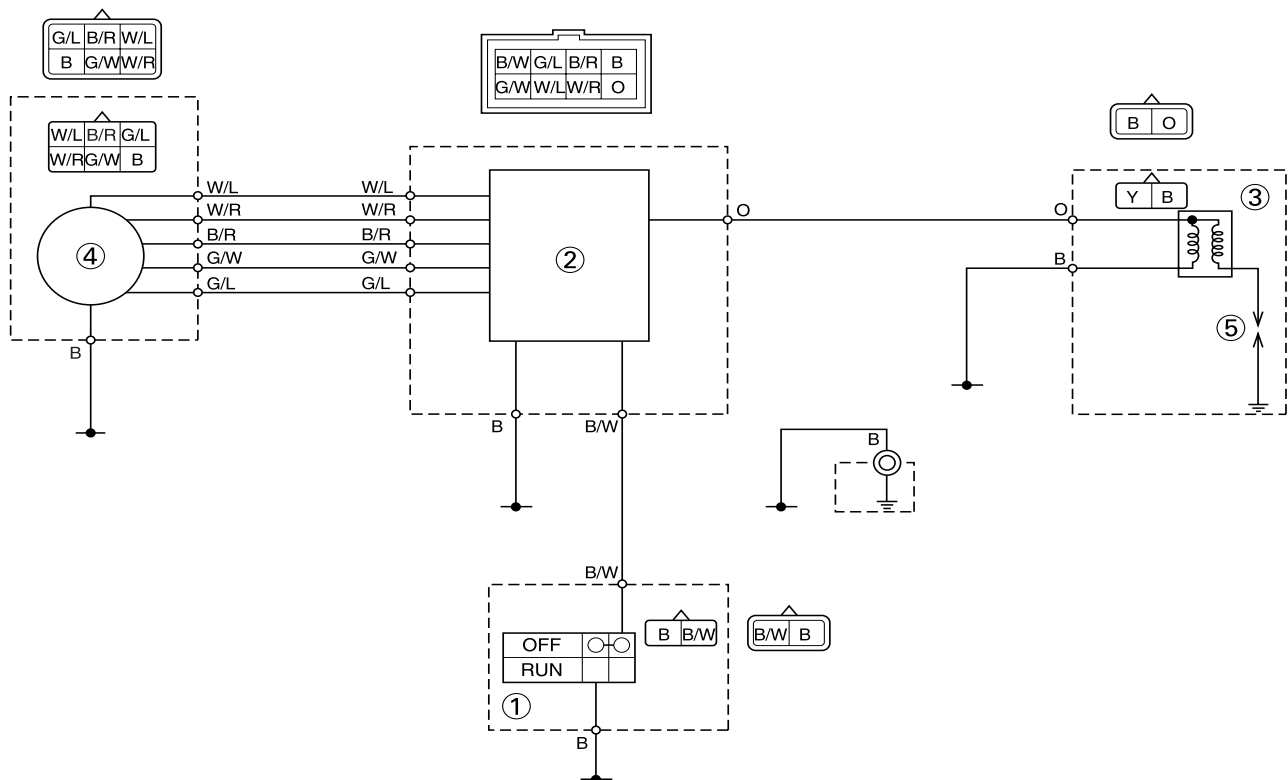 G/L B/R W/L
B G/W W/R
B/W G/L B/R B
G/W W/L W/R O
B O
W/L B/R G/L
W/R G/W B
Y B
③
W/L W/L
W/R W/R
O O
B/R B/R
④
②
G/W G/W
B
G/L G/L
⑤
B
B B/W
B
B/W
B B/W
B/W B
OFF
RUN
①
B